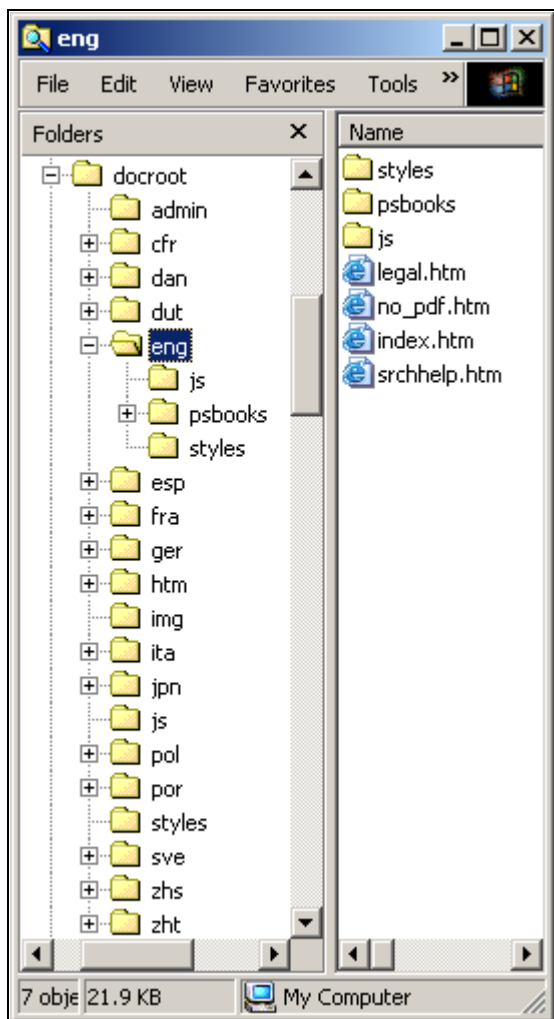 eng
File Edit View Favorites Tools »
Folders
docroot
admin
cfr
dan
dut
eng
js
psbooks
styles
esp
fra
ger
htm
img
ita
jpn
js
pol
por
styles
sve
zhs
zht
Name
styles
psbooks
js
legal.htm
no_pdf.htm
index.htm
srchhelp.htm
7 obje 21.9 KB My Computer